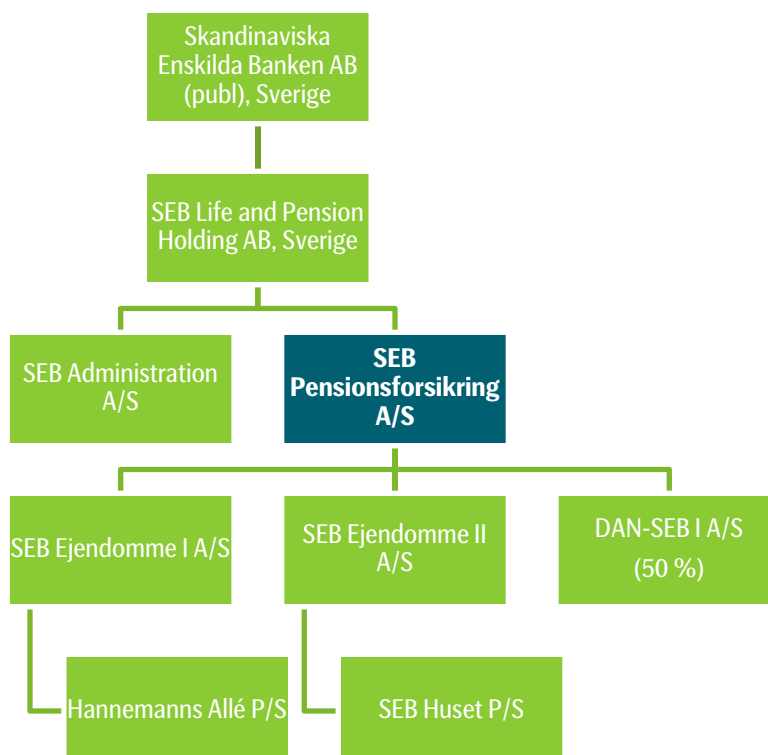 Skandinaviska
Enskilda Banken AB
(publ), Sverige
SEB Life and Pension
Holding AB, Sverige
SEB Administration
A/S
SEB
Pensionsforsikring
A/S
SEB Ejendomme I A/S
SEB Ejendomme II
A/S
DAN-SEB I A/S
(50 %)
Hannemanns Allé P/S
SEB Huset P/S